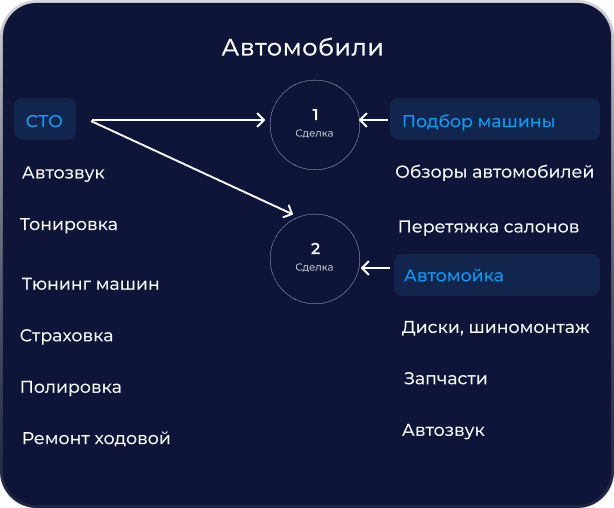 Автомобили
СТО
Автозвук
Тонировка
Тюнинг машин
Страховка
Полировка
Ремонт ходовой
1
Сделка
2
Сделка
Подбор машины
Обзоры автомобилей
Перетяжка салонов
Автомойка
Диски, шиномонтаж
Запчасти
Автозвук